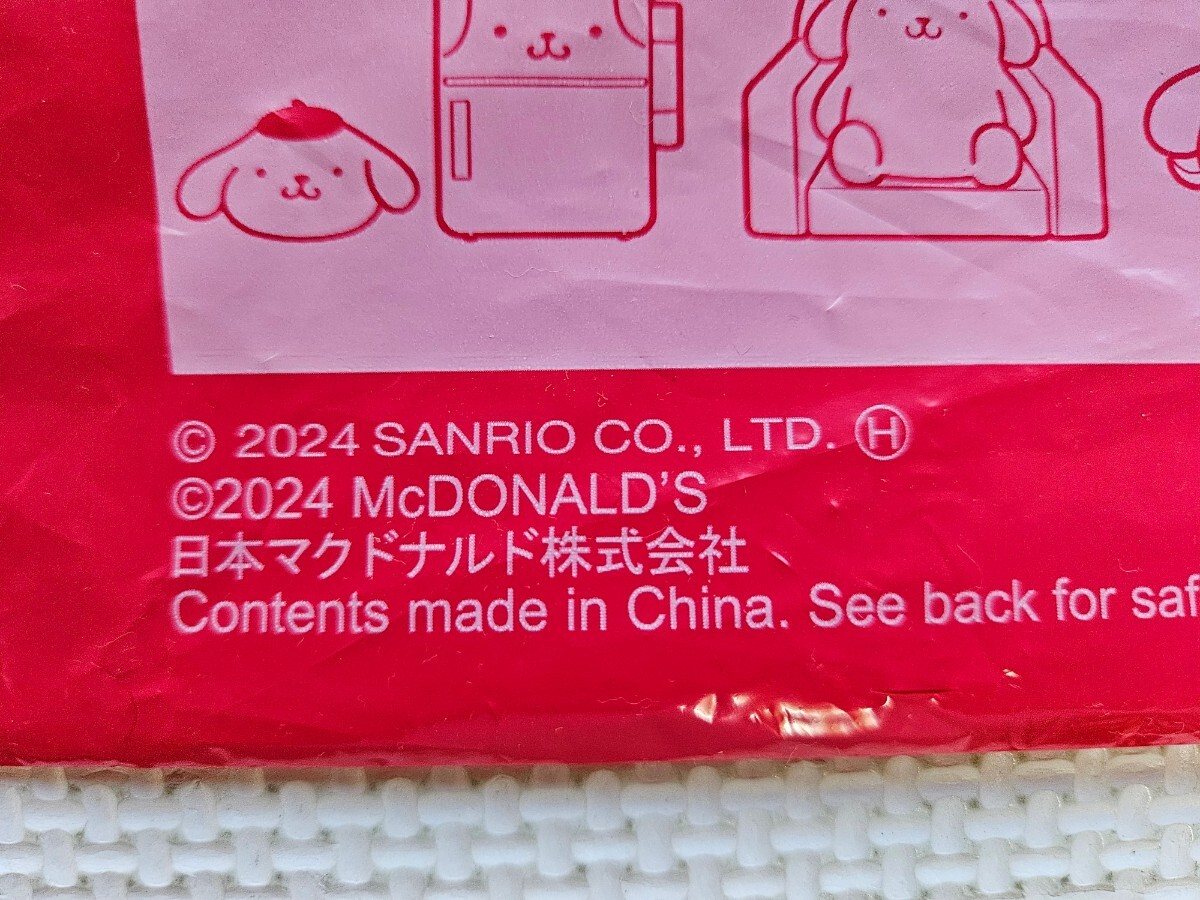 © 2024 SANRIO CO., LTD. Ⓗ
©2024 McDONALD'S
日本マクドナルド株式会社
Contents made in China. See back for